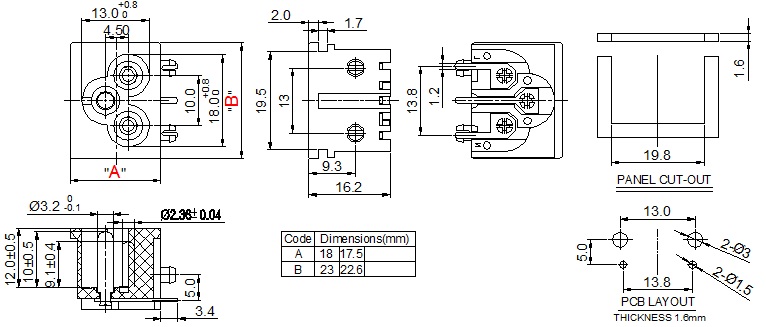 13.0 +0.8 0
4.50
10.0
18.0 +0.8 0
"B"
"A"
2.0
1.7
19.5
13
9.3
16.2
13.8
1.2
L
N
1.6
19.8
PANEL CUT-OUT
Ø3.2 0 -0.1
Ø2.36± 0.04
12.0±0.5
10±0.5
9.1±0.4
5.0
3.4
Code Dimensions(mm)
A 18 17.5
B 23 22.6
13.0
5.0
2-Ø3
2-Ø1.5
13.8
PCB LAYOUT
THICKNESS 1.6mm